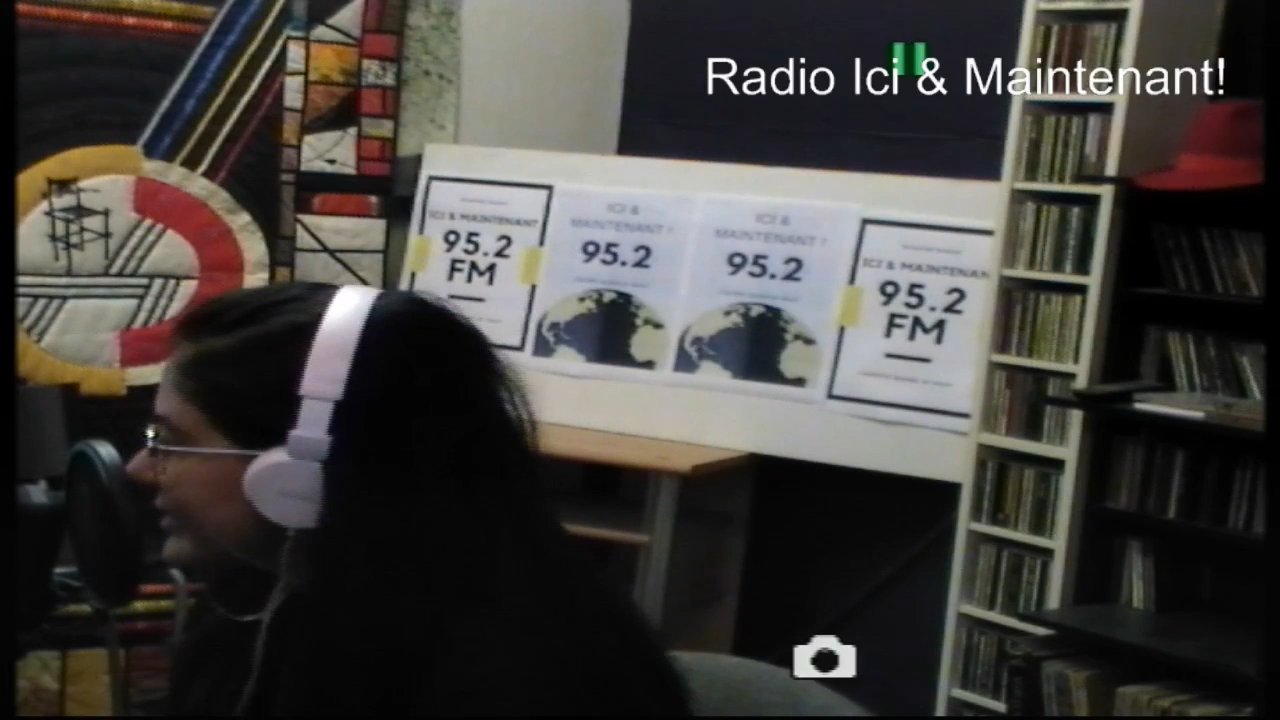 Radio Ici & Maintenant!
ICI & MAINTENANT
95.2
FM
ICI &
MAINTENANT !
95.2
ICI &
MAINTENANT !
95.2
ICI & MAINTENAN
95.2
FM